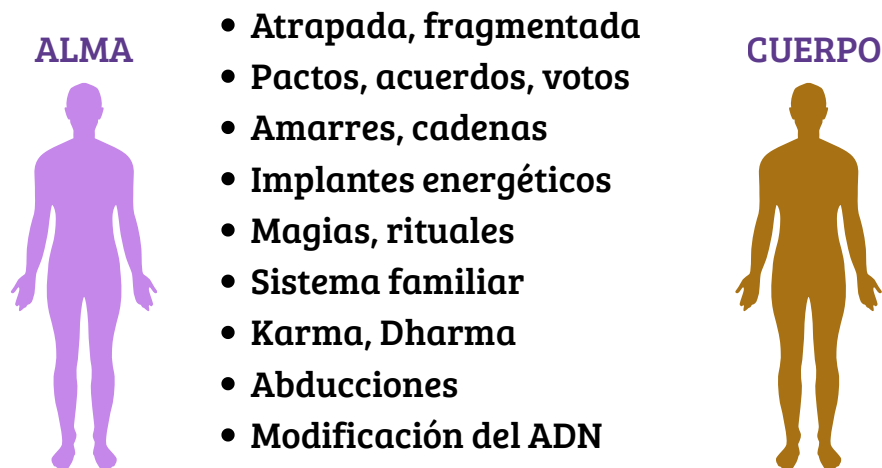 ALMA
• Atrapada, fragmentada
• Pactos, acuerdos, votos
• Amarres, cadenas
• Implantes energéticos
• Magias, rituales
• Sistema familiar
• Karma, Dharma
• Abducciones
• Modificación del ADN
CUERPO